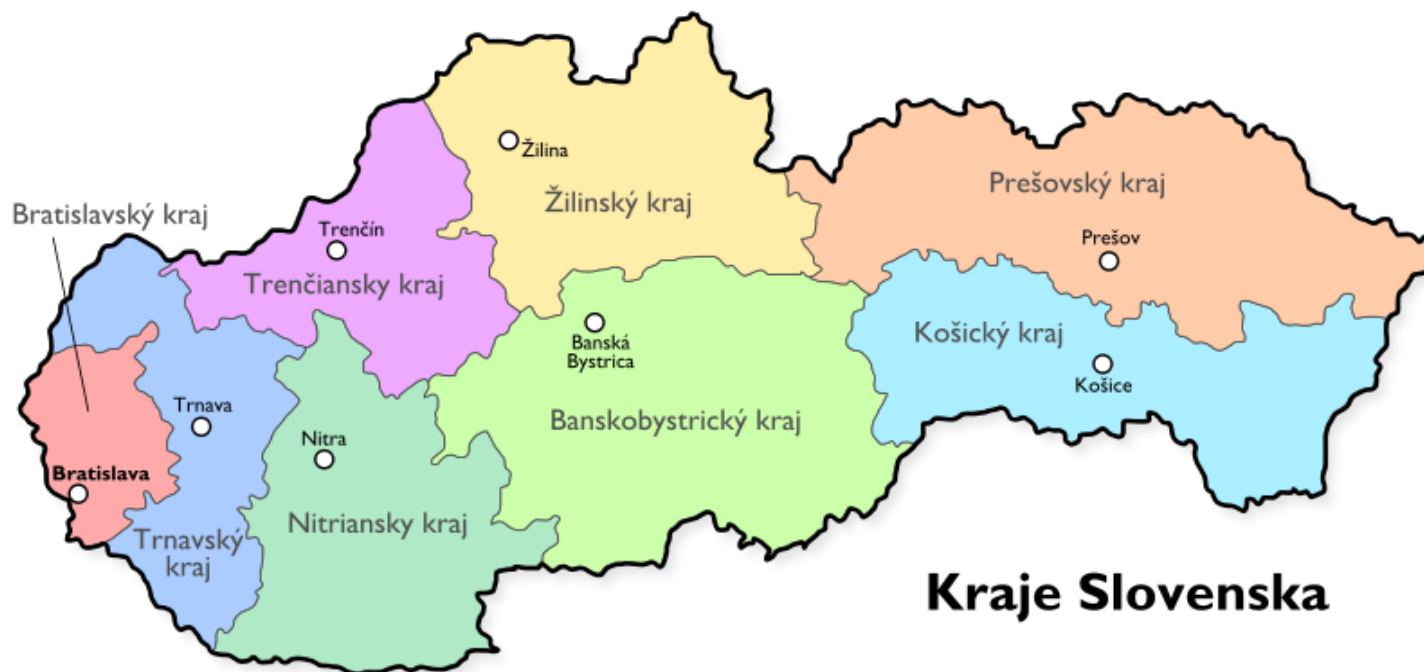 Žilina
Žilinský kraj
Prešovský kraj
Bratislavský kraj
Trenčín
Prešov
Trenčiansky kraj
Banská
Bystrica
Košický kraj
Košice
Trnava
Banskobystrický kraj
Nitra
Bratislava
Nitriansky kraj
Trnavský
kraj
Kraje Slovenska